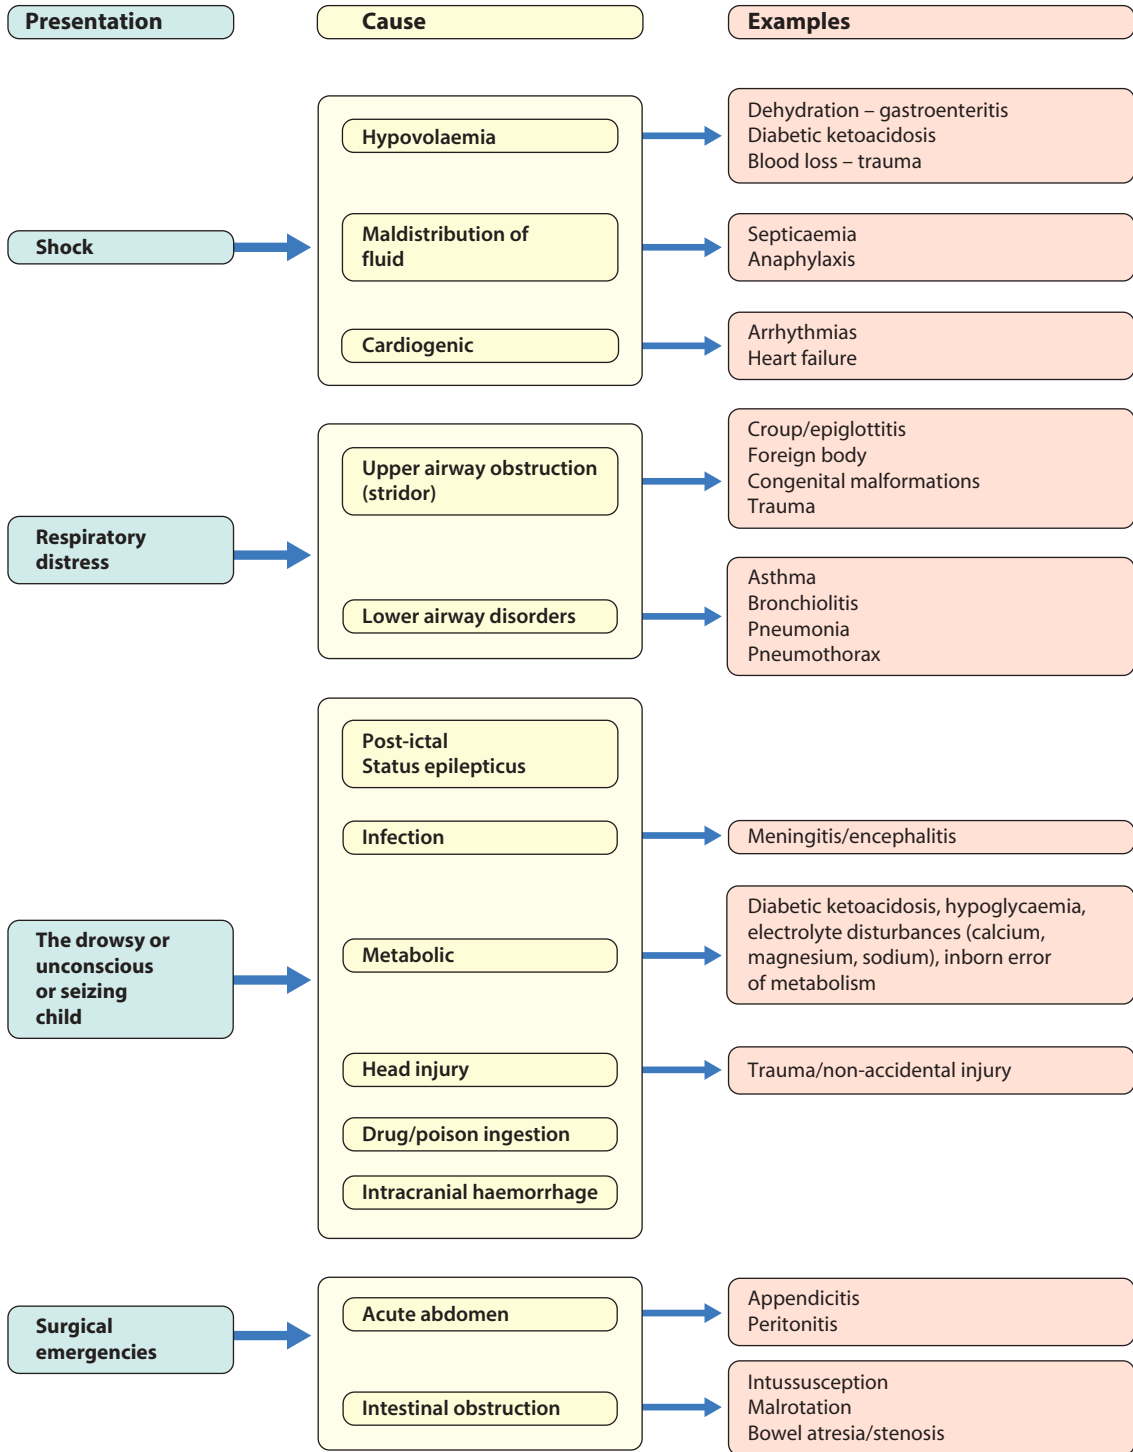 Presentation
Cause
Examples
Shock
Hypovolaemia
Dehydration – gastroenteritis
Diabetic ketoacidosis
Blood loss – trauma
Maldistribution of
fluid
Septicaemia
Anaphylaxis
Cardiogenic
Arrhythmias
Heart failure
Respiratory
distress
Upper airway obstruction
(stridor)
Croup/epiglottitis
Foreign body
Congenital malformations
Trauma
Lower airway disorders
Asthma
Bronchiolitis
Pneumonia
Pneumothorax
The drowsy or
unconscious
or seizing
child
Post-ictal
Status epilepticus
Infection
Meningitis/encephalitis
Metabolic
Diabetic ketoacidosis, hypoglycaemia,
electrolyte disturbances (calcium,
magnesium, sodium), inborn error
of metabolism
Head injury
Trauma/non-accidental injury
Drug/poison ingestion
Intracranial haemorrhage
Surgical
emergencies
Acute abdomen
Appendicitis
Peritonitis
Intestinal obstruction
Intussusception
Malrotation
Bowel atresia/stenosis